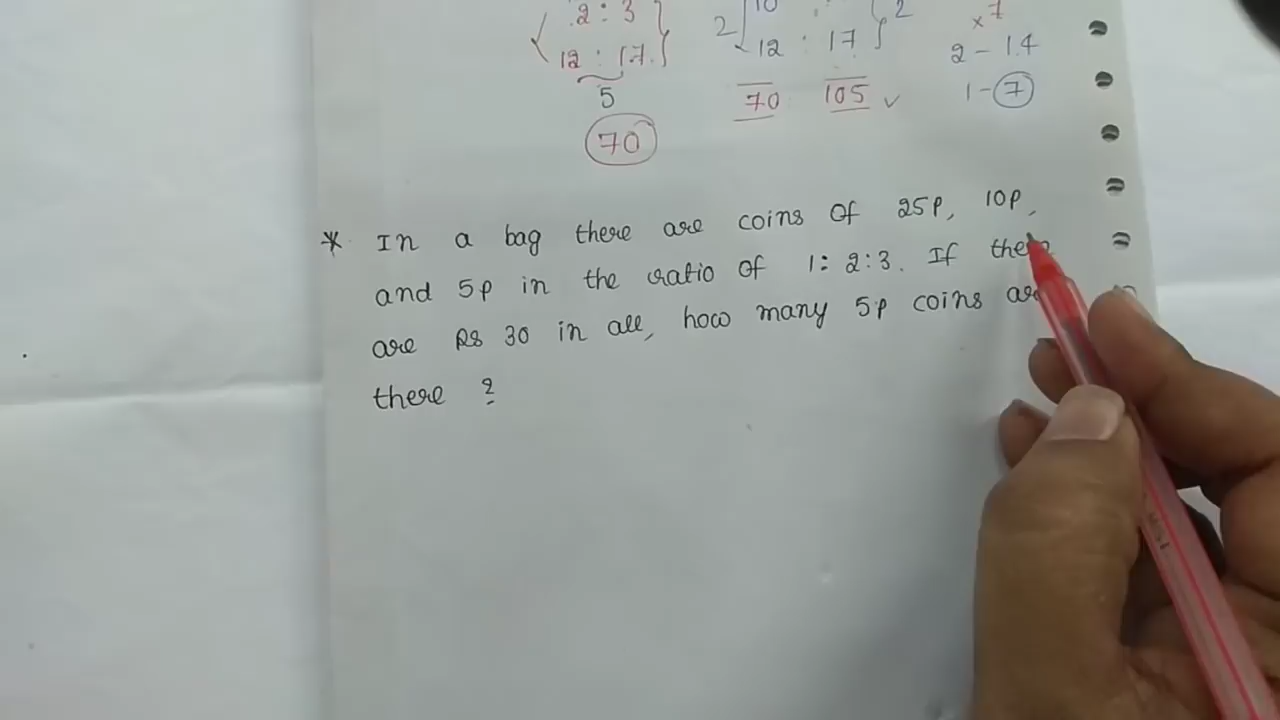 2 : 3
12 : 17
5
70
2 10 2
12 : 17
70 105 ✓
× 7
2 - 14
1 - 7
* In a bag there are coins of 25P, 10P,
and 5p in the ratio of 1 : 2 : 3. If there
are Rs 30 in all, how many 5p coins are
there ?